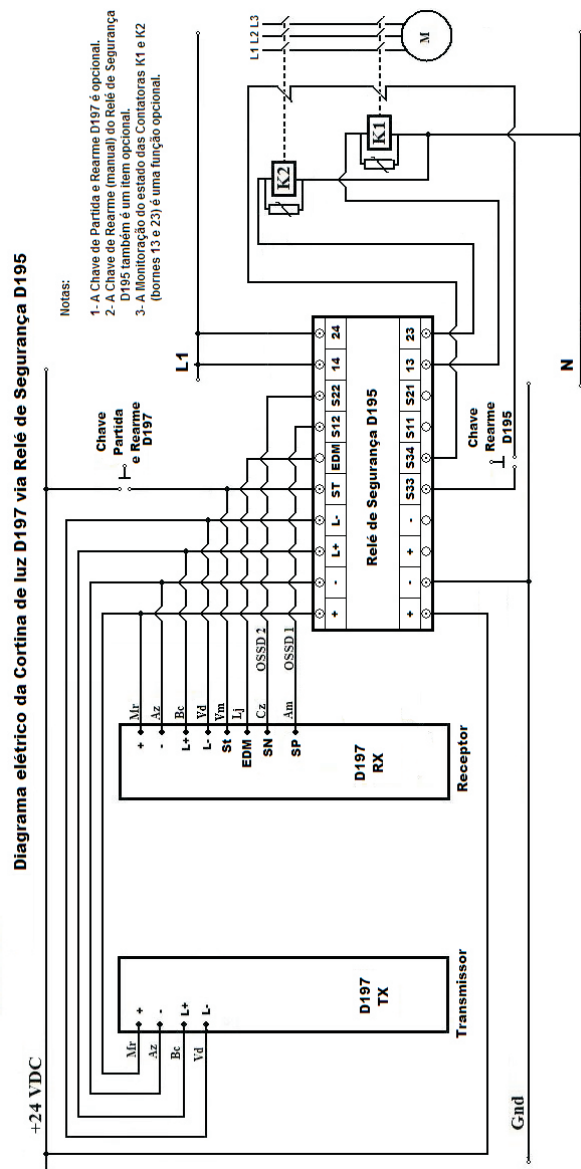 Diagrama elétrico da Cortina de luz D197 via Relé de Segurança D195
Notas:
1- A Chave de Partida e Rearme D197 é opcional.
2- A Chave de Rearme (manual) do Relé de Segurança
D195 também é um item opcional.
3- A Monitoração do estado das Contatoras K1 e K2
(bornes 13 e 23) é uma função opcional.
+24 VDC
Chave
Partida
e Rearme
D197
L1
L1 L2 L3
M
K2
K1
Mr
Az
Bc
Vd
+
-
L+
L-
D197
TX
Transmissor
Mr
Az
Bc
Vd
Vm
Lj
Cz
OSSD 2
Am
OSSD 1
+
-
L+
L-
St
EDM
SN
SP
D197
RX
Receptor
+
-
L+
L-
ST
EDM
S12
S22
14
24
Relé de Segurança D195
+
-
+
-
S33
S34
S11
S21
13
23
Chave
Rearme
D195
Gnd
N